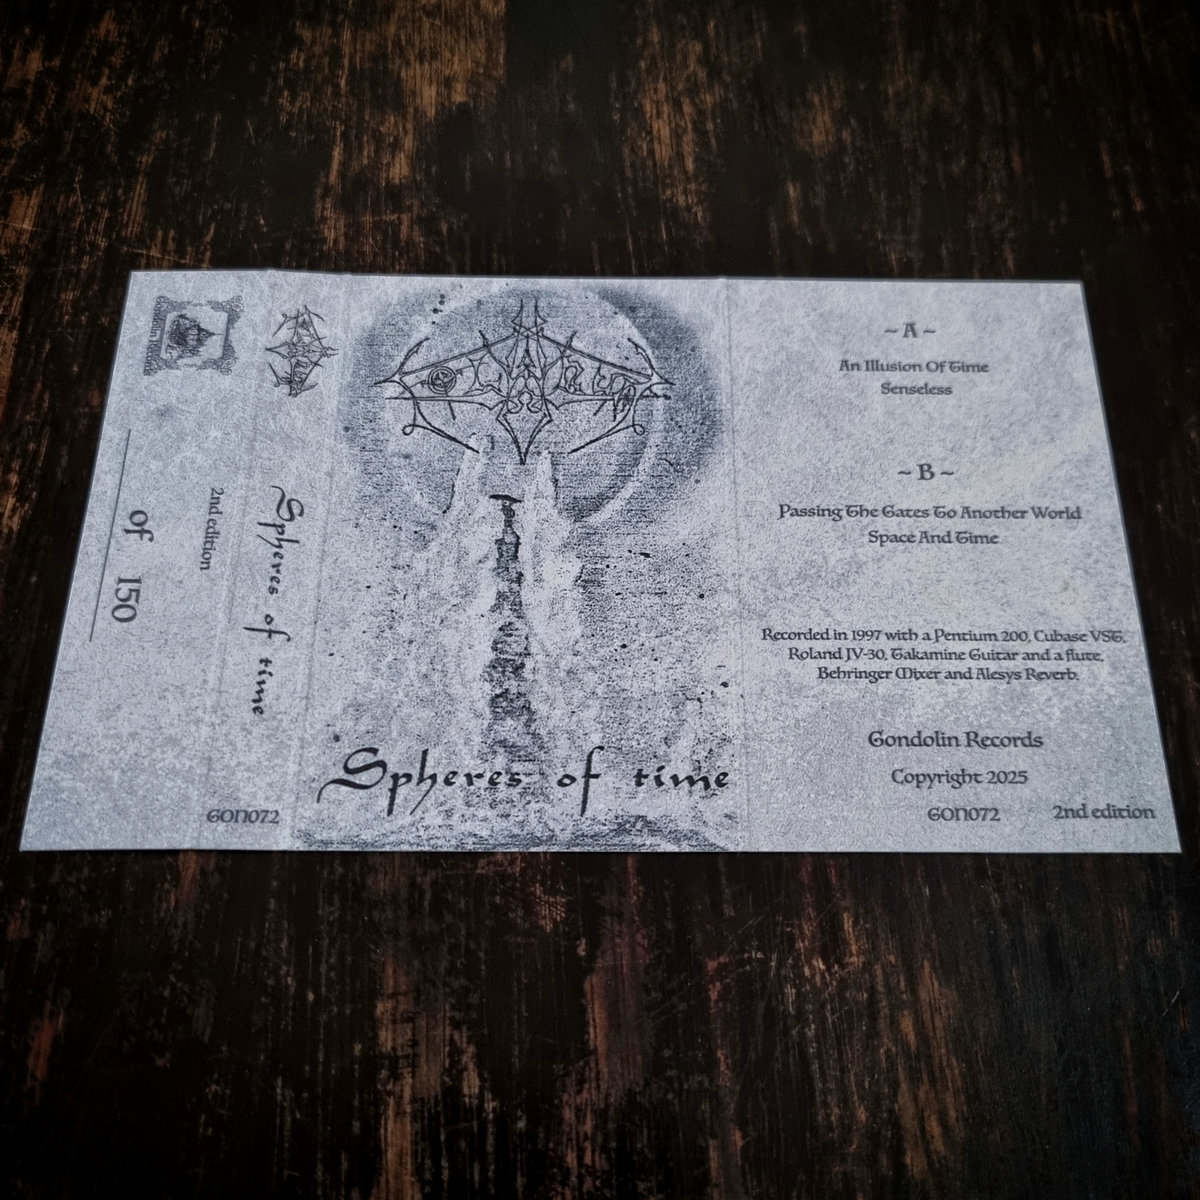 Gondolin Records
of 150
2nd edition
Spheres of time
GON072
Spheres of time
~ A ~
An Illusion Of Time
Senseless
~ B ~
Passing The Gates To Another World
Space And Time
Recorded in 1997 with a Pentium 200, Cubase VST,
Roland JV-30, Takamine Guitar and a flute,
Behringer Mixer and Alesys Reverb.
Gondolin Records
Copyright 2025
GON072 2nd edition